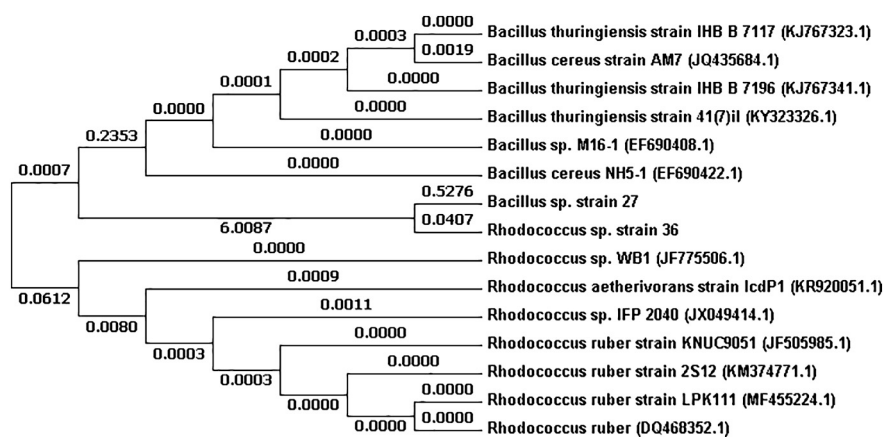 0.0000
Bacillus thuringiensis strain IHB B 7117 (KJ767323.1)
0.0003
0.0019
Bacillus cereus strain AM7 (JQ435684.1)
0.0002
0.0000
Bacillus thuringiensis strain IHB B 7196 (KJ767341.1)
0.0001
0.0000
Bacillus thuringiensis strain 41(7)iI (KY323326.1)
0.0000
0.0000
Bacillus sp. M16-1 (EF690408.1)
0.2353
0.0000
Bacillus cereus NH5-1 (EF690422.1)
0.0007
0.5276
Bacillus sp. strain 27
6.0087
0.0407
Rhodococcus sp. strain 36
0.0000
Rhodococcus sp. WB1 (JF775506.1)
0.0612
0.0009
Rhodococcus aetherivorans strain IcdP1 (KR920051.1)
0.0080
0.0011
Rhodococcus sp. IFP 2040 (JX049414.1)
0.0003
0.0000
Rhodococcus ruber strain KNUC9051 (JF505985.1)
0.0003
0.0000
Rhodococcus ruber strain 2S12 (KM374771.1)
0.0000
0.0000
Rhodococcus ruber strain LPK111 (MF455224.1)
0.0000
0.0000
Rhodococcus ruber (DQ468352.1)